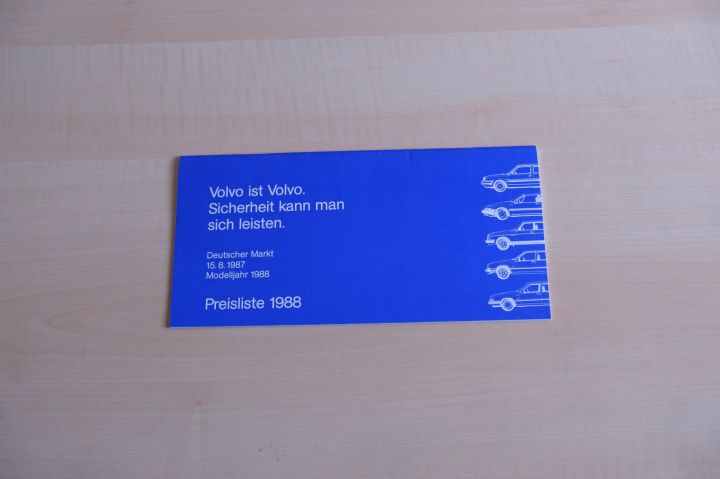 Volvo ist Volvo.
Sicherheit kann man
sich leisten.
Deutscher Markt
15.8.1987
Modelljahr 1988
Preisliste 1988